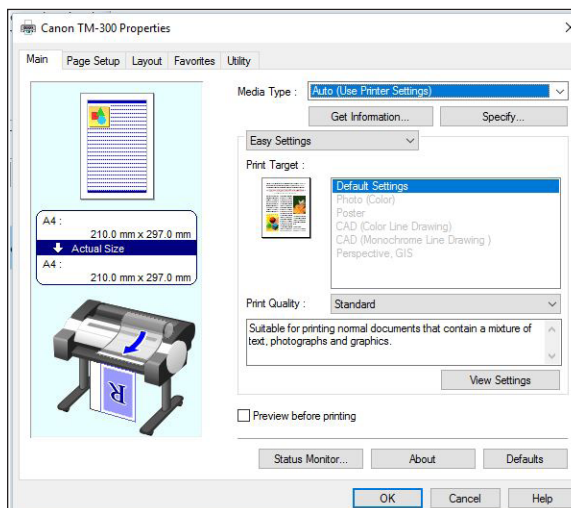 Canon TM-300 Properties
Main
Page Setup
Layout
Favorites
Utility
A4 :
210.0 mm x 297.0 mm
Actual Size
A4 :
210.0 mm x 297.0 mm
R
Media Type :
Auto (Use Printer Settings)
Get Information...
Specify...
Easy Settings
Print Target :
Default Settings
Photo (Color)
Poster
CAD (Color Line Drawing)
CAD (Monochrome Line Drawing )
Perspective, GIS
Print Quality :
Standard
Suitable for printing normal documents that contain a mixture of
text, photographs and graphics.
View Settings
Preview before printing
Status Monitor...
About
Defaults
OK
Cancel
Help